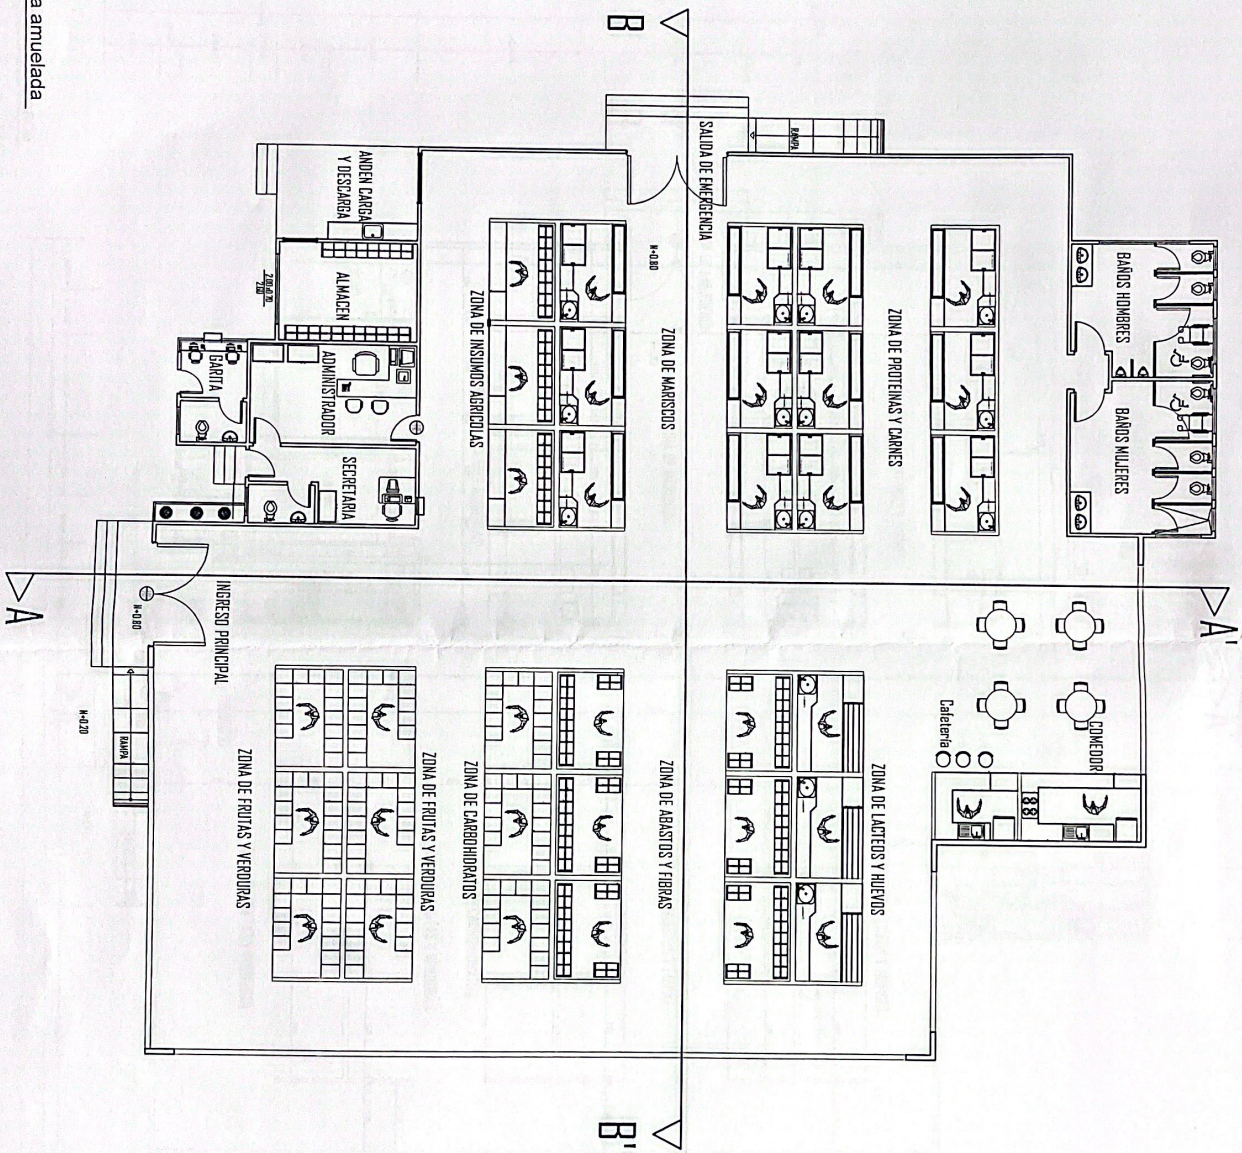 A'
BAÑOS HOMBRES
BAÑOS MUJERES
COMEDOR
Cafetería
ZONA DE PROTEINAS Y CARNES
ZONA DE LACTEOS Y HUEVOS
RAMPA
SALIDA DE EMERGENCIA
ZONA DE MARISCOS
ZONA DE ABASTOS Y FIBRAS
N+0.80
B
B'
ZONA DE INSUMOS AGRICOLAS
ZONA DE CARBOHIDRATOS
ZONA DE FRUTAS Y VERDURAS
ANDEN CARGA
Y DESCARGA
ALMACEN
ADMINISTRADOR
SECRETARIA
ZONA DE FRUTAS Y VERDURAS
GARITA
INGRESO PRINCIPAL
N+0.80
RAMPA
N+0.20
a amuelada
A